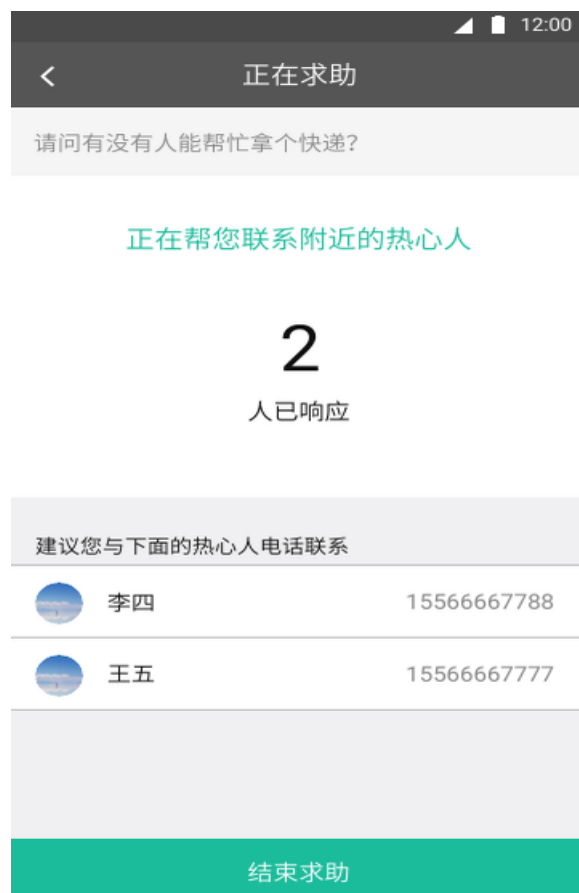 12:00
正在求助
请问有没有人能帮忙拿个快递?
正在帮您联系附近的热心人
2
人已响应
建议您与下面的热心人电话联系
李四 15566667788
王五 15566667777
结束求助